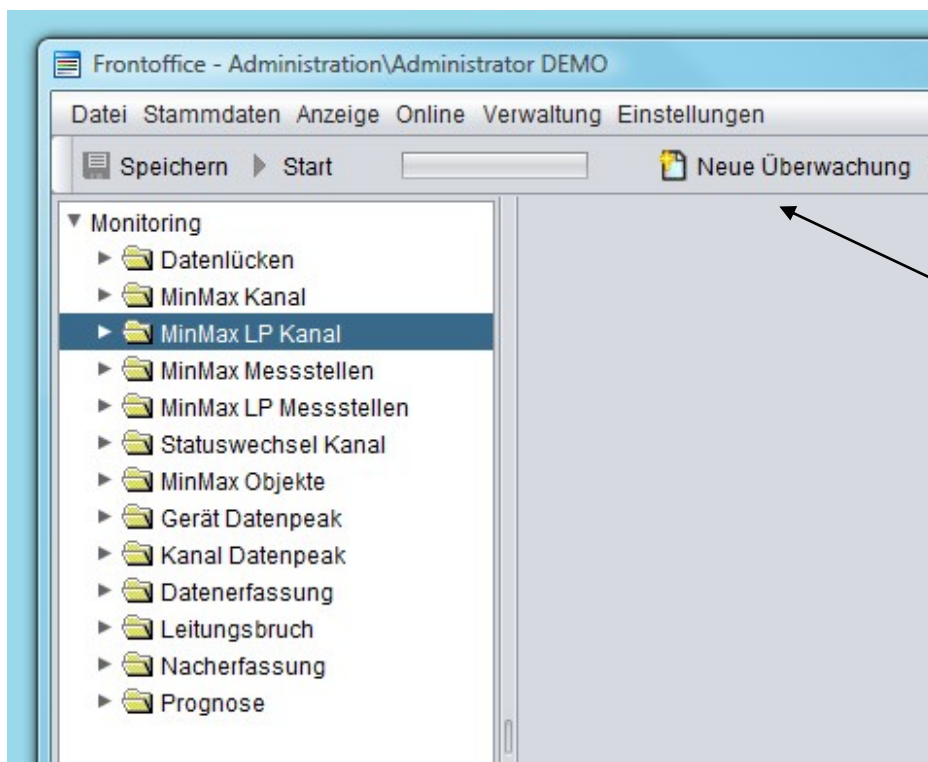 Frontoffice - Administration\Administrator DEMO
Datei Stammdaten Anzeige Online Verwaltung Einstellungen
Speichern Start Neue Überwachung
Monitoring
Datenlücken
MinMax Kanal
MinMax LP Kanal
MinMax Messstellen
MinMax LP Messstellen
Statuswechsel Kanal
MinMax Objekte
Gerät Datenpeak
Kanal Datenpeak
Datenerfassung
Leitungsbruch
Nacherfassung
Prognose